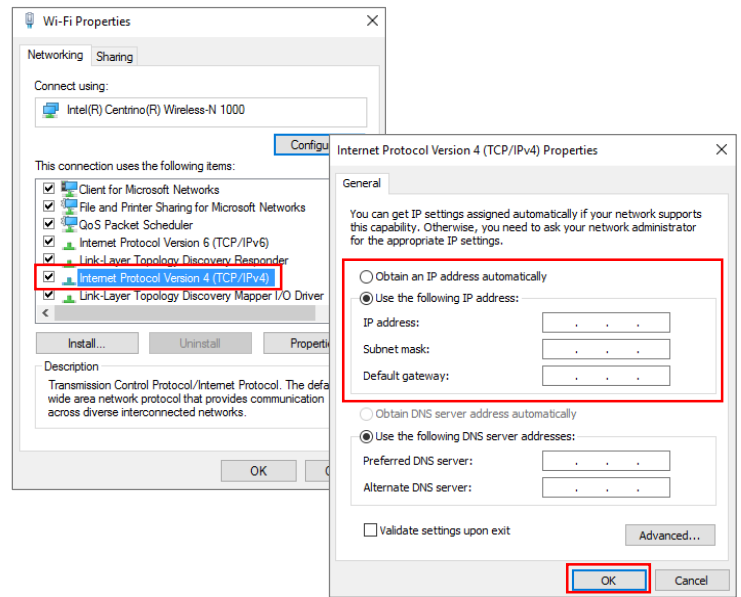 Wi-Fi Properties
Networking
Sharing
Connect using:
Intel(R) Centrino(R) Wireless-N 1000
Configu
This connection uses the following items:
Client for Microsoft Networks
File and Printer Sharing for Microsoft Networks
QoS Packet Scheduler
Internet Protocol Version 6 (TCP/IPv6)
Link-Layer Topology Discovery Responder
Internet Protocol Version 4 (TCP/IPv4)
Link-Layer Topology Discovery Mapper I/O Driver
Install...
Uninstall
Properti
Description
Transmission Control Protocol/Internet Protocol. The defa
wide area network protocol that provides communication
across diverse interconnected networks.
OK
Internet Protocol Version 4 (TCP/IPv4) Properties
General
You can get IP settings assigned automatically if your network supports
this capability. Otherwise, you need to ask your network administrator
for the appropriate IP settings.
Obtain an IP address automatically
Use the following IP address:
IP address:
Subnet mask:
Default gateway:
Obtain DNS server address automatically
Use the following DNS server addresses:
Preferred DNS server:
Alternate DNS server:
Validate settings upon exit
Advanced...
OK
Cancel